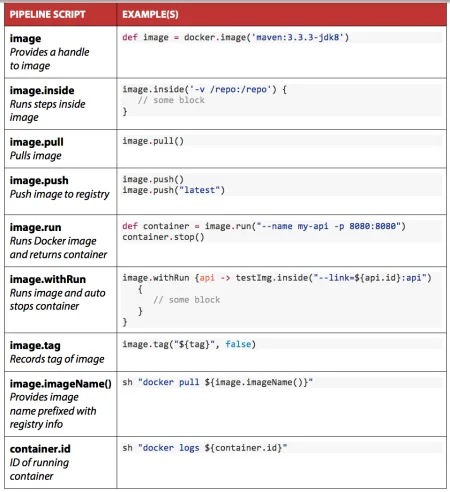 PIPELINE SCRIPT
EXAMPLE(S)
image
Provides a handle
to image
def image = docker.image('maven:3.3.3-jdk8')
image.inside
Runs steps inside
image
image.inside('-v /repo:/repo') {
// some block
}
image.pull
Pulls image
image.pull()
image.push
Push image to registry
image.push()
image.push("latest")
image.run
Runs Docker image
and returns container
def container = image.run("--name my-api -p 8080:8080")
container.stop()
image.withRun
Runs image and auto
stops container
image.withRun {api -> testImg.inside("--link=${api.id}:api")
{
// some block
}
}
image.tag
Records tag of image
image.tag("${tag}", false)
image.imageName()
Provides image
name prefixed with
registry info
sh "docker pull ${image.imageName()}"
container.id
ID of running
container
sh "docker logs ${container.id}"